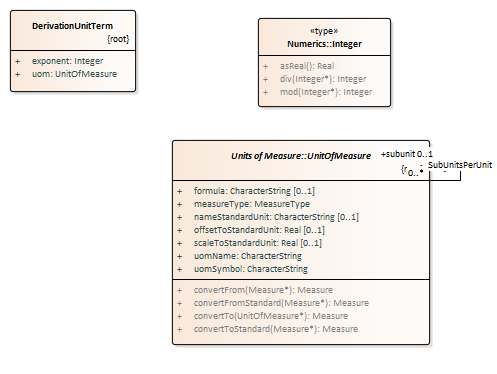 DerivationUnitTerm
{root}
+ exponent: Integer
+ uom: UnitOfMeasure
«type»
Numerics::Integer
+ asReal(): Real
+ div(Integer*): Integer
+ mod(Integer*): Integer
Units of Measure::UnitOfMeasure
+subunit 0..1
SubUnitsPerUnit
0..*
+ formula: CharacterString [0..1]
+ measureType: MeasureType
+ nameStandardUnit: CharacterString [0..1]
+ offsetToStandardUnit: Real [0..1]
+ scaleToStandardUnit: Real [0..1]
+ uomName: CharacterString
+ uomSymbol: CharacterString
+ convertFrom(Measure*): Measure
+ convertFromStandard(Measure*): Measure
+ convertTo(UnitOfMeasure*): Measure
+ convertToStandard(Measure*): Measure